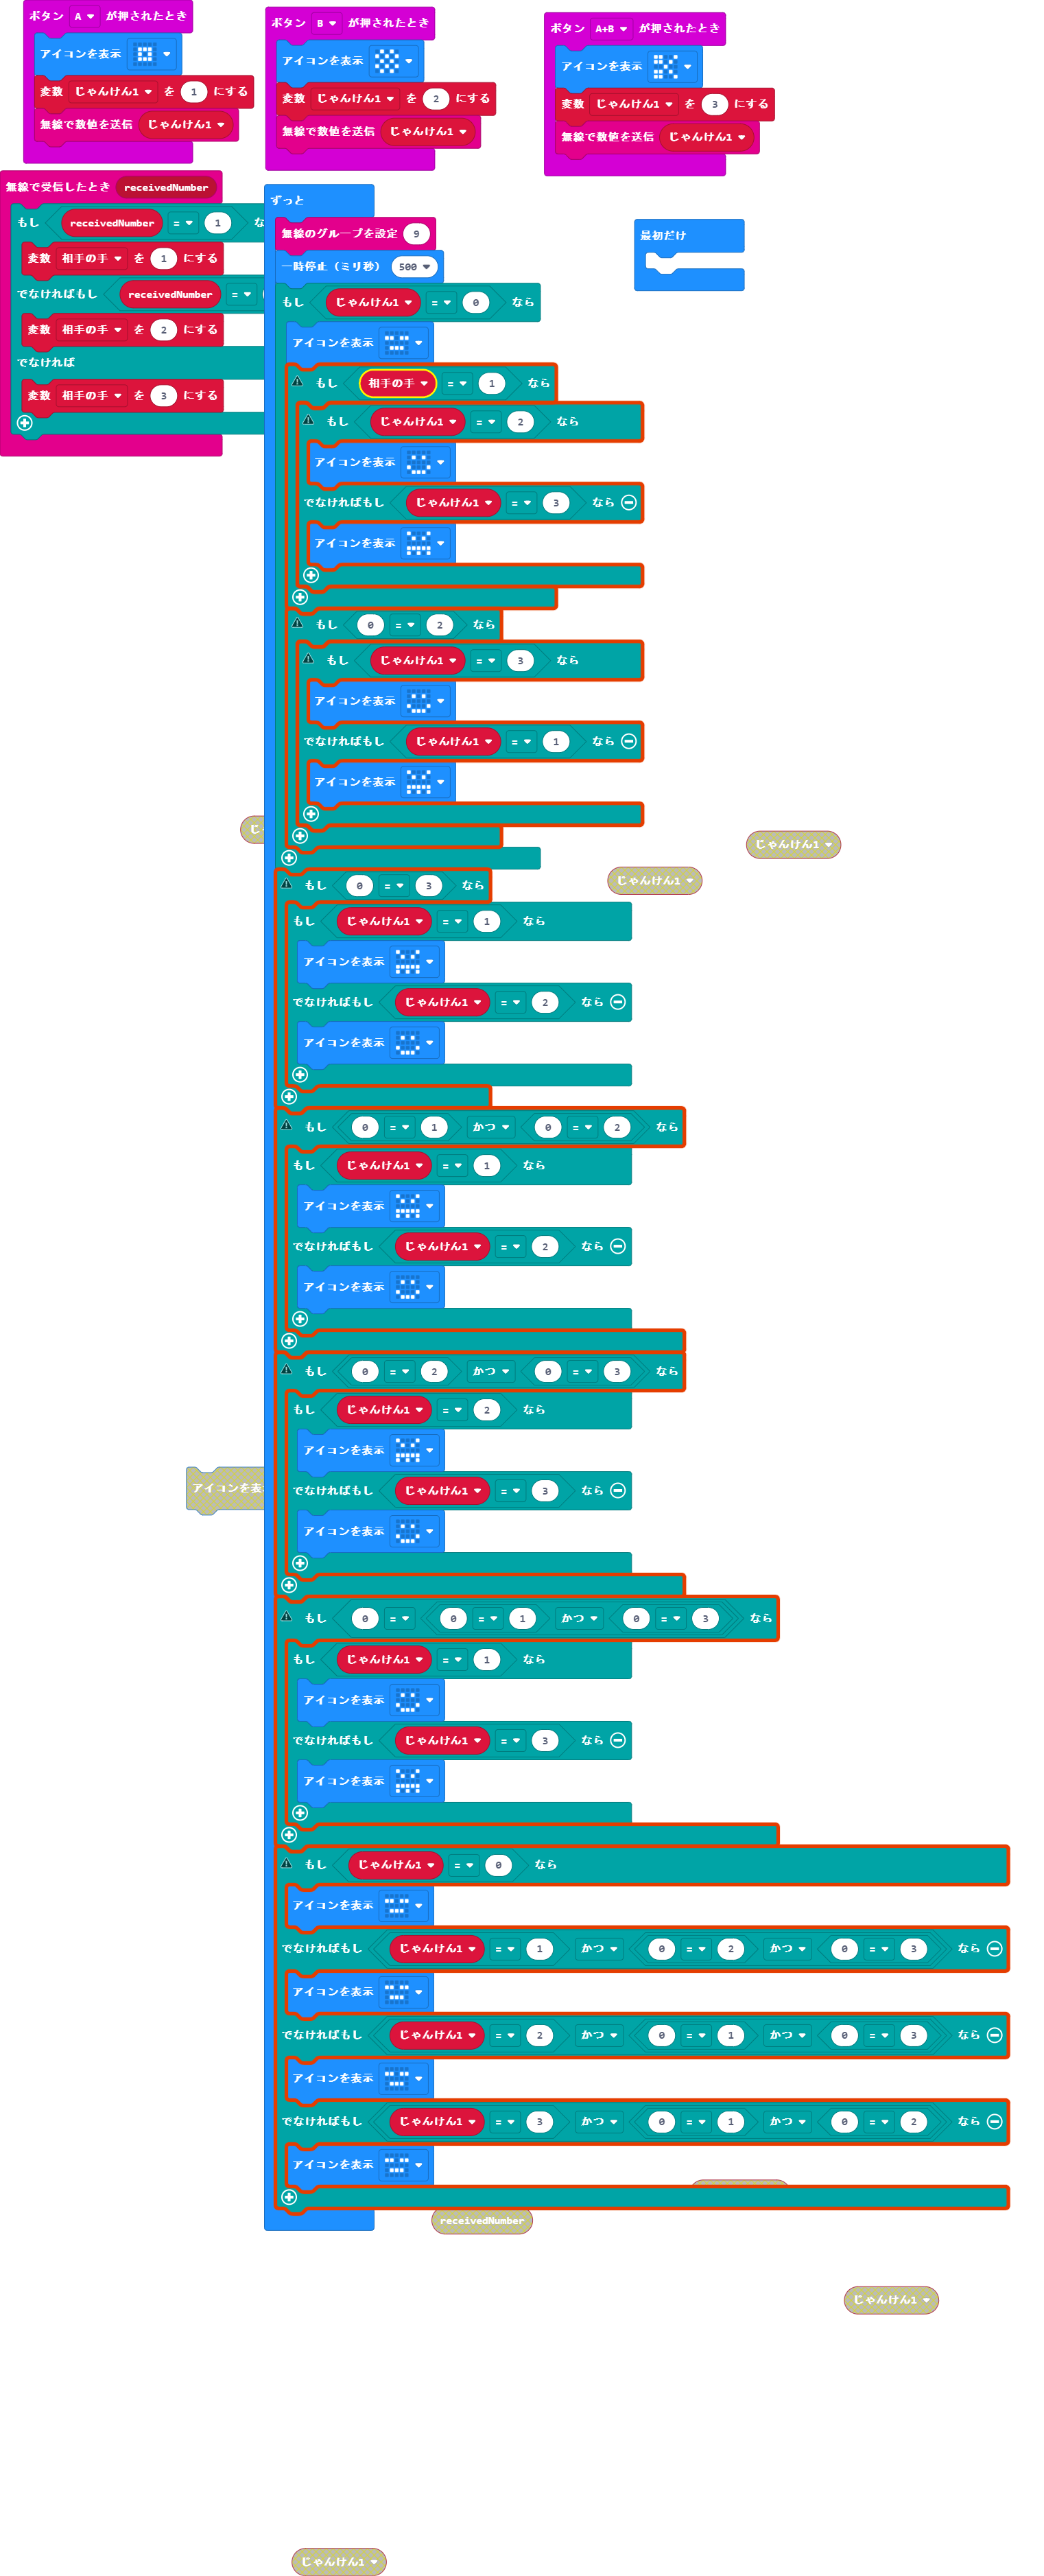 ボタン A が押されたとき
アイコンを表示
変数 じゃんけん1 を 1 にする
無線で数値を送信 じゃんけん1
ボタン B が押されたとき
アイコンを表示
変数 じゃんけん1 を 2 にする
無線で数値を送信 じゃんけん1
ボタン A+B が押されたとき
アイコンを表示
変数 じゃんけん1 を 3 にする
無線で数値を送信 じゃんけん1
無線で受信したとき receivedNumber
もし receivedNumber = 1 な
変数 相手の手 を 1 にする
でなければもし receivedNumber =
変数 相手の手 を 2 にする
でなければ
変数 相手の手 を 3 にする
最初だけ
ずっと
無線のグループを設定 9
一時停止（ミリ秒） 500
もし じゃんけん1 = 0 なら
アイコンを表示
もし 相手の手 = 1 なら
もし じゃんけん1 = 2 なら
アイコンを表示
でなければもし じゃんけん1 = 3 なら
アイコンを表示
もし 0 = 2 なら
もし じゃんけん1 = 3 なら
アイコンを表示
でなければもし じゃんけん1 = 1 なら
アイコンを表示
じ
じゃんけん1
じゃんけん1
もし 0 = 3 なら
もし じゃんけん1 = 1 なら
アイコンを表示
でなければもし じゃんけん1 = 2 なら
アイコンを表示
もし 0 = 1 かつ 0 = 2 なら
もし じゃんけん1 = 1 なら
アイコンを表示
でなければもし じゃんけん1 = 2 なら
アイコンを表示
もし 0 = 2 かつ 0 = 3 なら
もし じゃんけん1 = 2 なら
アイコンを表示
アイコンを表
でなければもし じゃんけん1 = 3 なら
アイコンを表示
もし 0 = 0 = 1 かつ 0 = 3 なら
もし じゃんけん1 = 1 なら
アイコンを表示
でなければもし じゃんけん1 = 3 なら
アイコンを表示
もし じゃんけん1 = 0 なら
アイコンを表示
でなければもし じゃんけん1 = 1 かつ 0 = 2 かつ 0 = 3 なら
アイコンを表示
でなければもし じゃんけん1 = 2 かつ 0 = 1 かつ 0 = 3 なら
アイコンを表示
でなければもし じゃんけん1 = 3 かつ 0 = 1 かつ 0 = 2 なら
アイコンを表示
receivedNumber
じゃんけん1
じゃんけん1